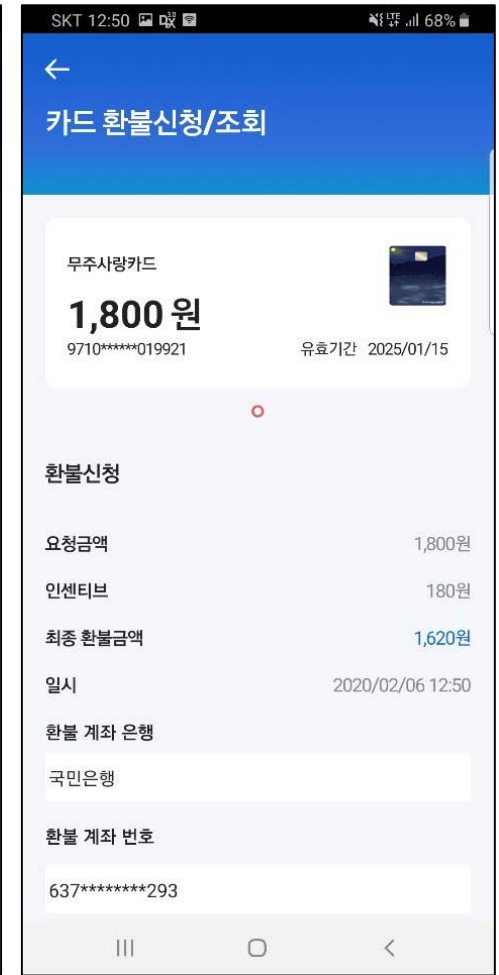 SKT 12:50 68%
카드 환불신청/조회
무주사랑카드
1,800 원
9710******019921 유효기간 2025/01/15
환불신청
요청금액 1,800원
인센티브 180원
최종 환불금액 1,620원
일시 2020/02/06 12:50
환불 계좌 은행
국민은행
환불 계좌 번호
637********293